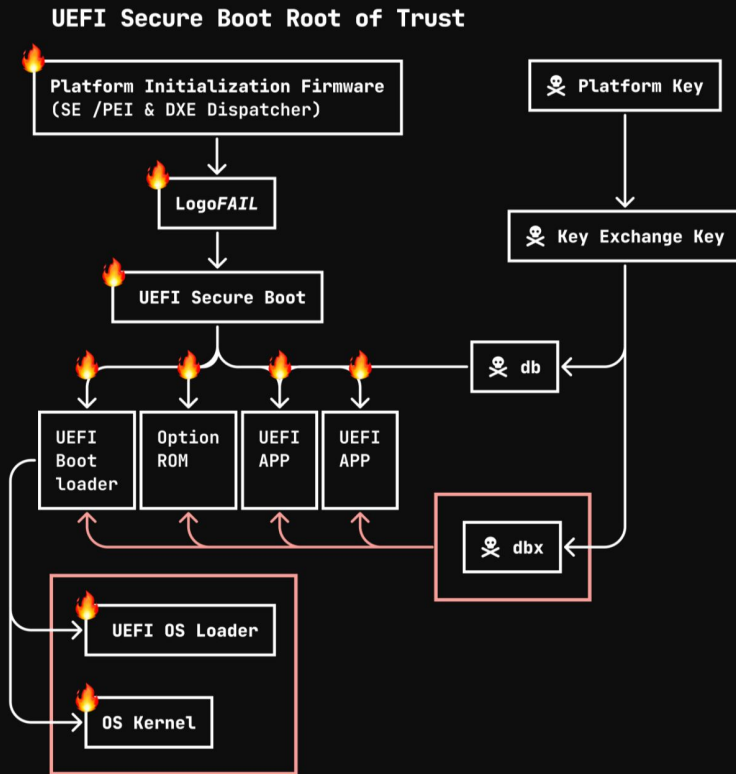 UEFI Secure Boot Root of Trust
Platform Initialization Firmware
(SE /PEI & DXE Dispatcher)
Platform Key
LogoFAIL
Key Exchange Key
UEFI Secure Boot
db
UEFI
Boot
loader
Option
ROM
UEFI
APP
UEFI
APP
dbx
UEFI OS Loader
OS Kernel